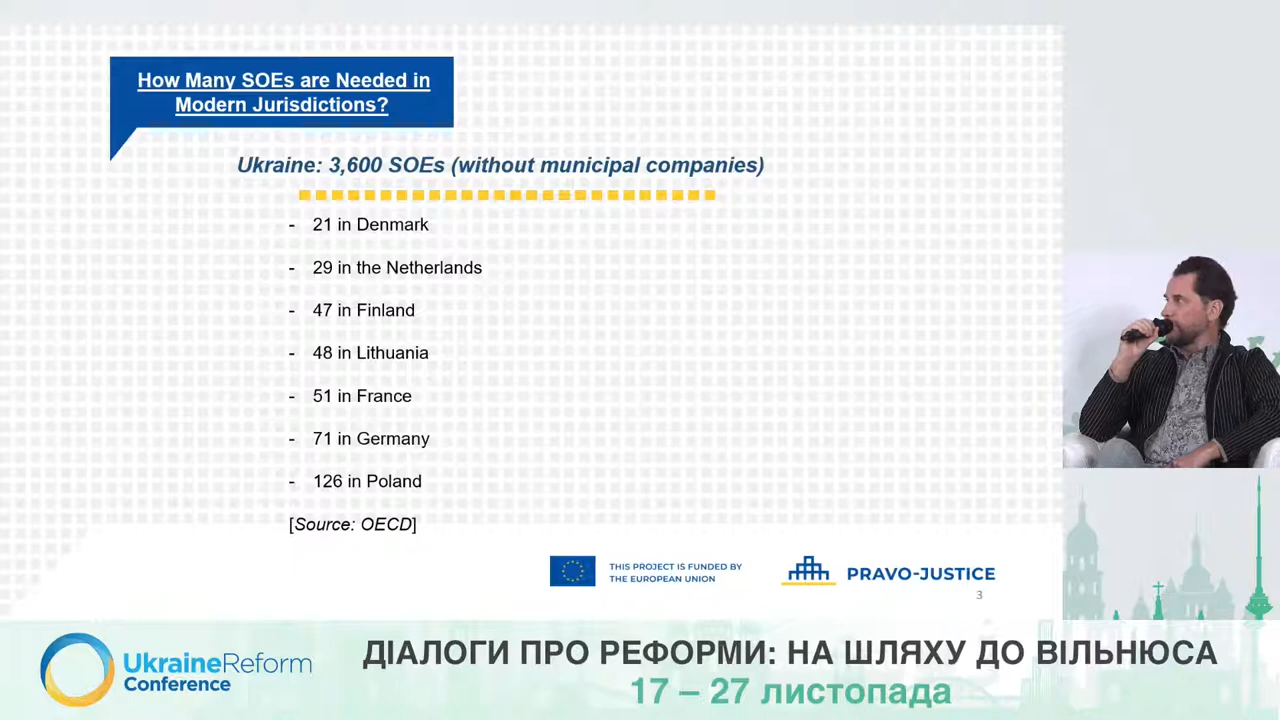 How Many SOEs are Needed in
Modern Jurisdictions?
Ukraine: 3,600 SOEs (without municipal companies)
- 21 in Denmark
- 29 in the Netherlands
- 47 in Finland
- 48 in Lithuania
- 51 in France
- 71 in Germany
- 126 in Poland
[Source: OECD]
THIS PROJECT IS FUNDED BY
THE EUROPEAN UNION
PRAVO-JUSTICE
3
UkraineReform
Conference
ДІАЛОГИ ПРО РЕФОРМИ: НА ШЛЯХУ ДО ВІЛЬНЮСА
17 – 27 листопада